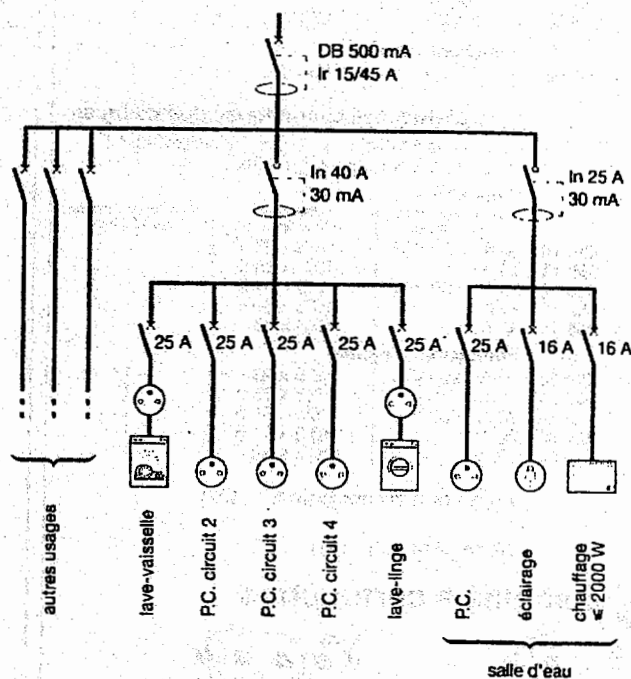 DB 500 mA
Ir 15/45 A
In 40 A
30 mA
In 25 A
30 mA
25 A
25 A
25 A
25 A
25 A
25 A
16 A
16 A
autres usages
lave-vaisselle
P.C. circuit 2
P.C. circuit 3
P.C. circuit 4
lave-linge
P.C.
éclairage
chauffage
≤ 2000 W
salle d'eau